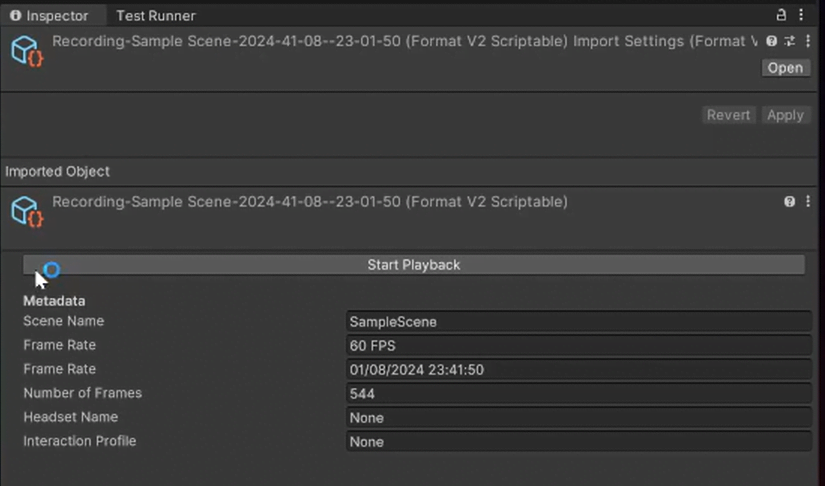 Inspector Test Runner
Recording-Sample Scene-2024-41-08--23-01-50 (Format V2 Scriptable) Import Settings (Format V
Open
Revert Apply
Imported Object
Recording-Sample Scene-2024-41-08--23-01-50 (Format V2 Scriptable)
Start Playback
Metadata
Scene Name SampleScene
Frame Rate 60 FPS
Frame Rate 01/08/2024 23:41:50
Number of Frames 544
Headset Name None
Interaction Profile None